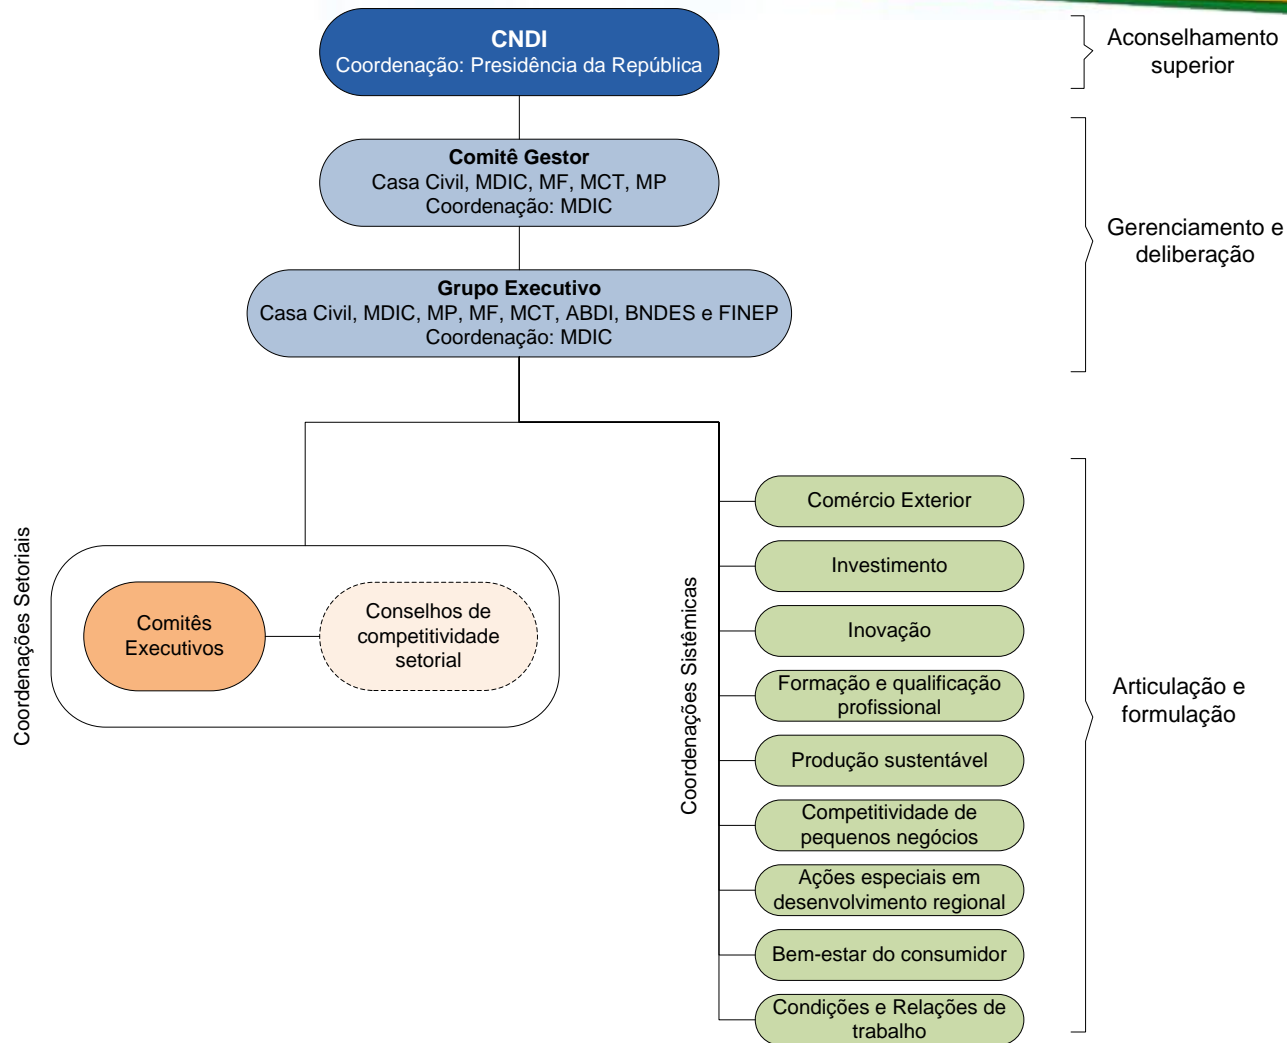 CNDI
Coordenação: Presidência da República
Aconselhamento
superior
Comitê Gestor
Casa Civil, MDIC, MF, MCT, MP
Coordenação: MDIC
Gerenciamento e
deliberação
Grupo Executivo
Casa Civil, MDIC, MP, MF, MCT, ABDI, BNDES e FINEP
Coordenação: MDIC
Coordenações Setoriais
Comitês
Executivos
Conselhos de
competitividade
setorial
Coordenações Sistêmicas
Comércio Exterior
Investimento
Inovação
Formação e qualificação
profissional
Produção sustentável
Competitividade de
pequenos negócios
Ações especiais em
desenvolvimento regional
Bem-estar do consumidor
Condições e Relações de
trabalho
Articulação e
formulação